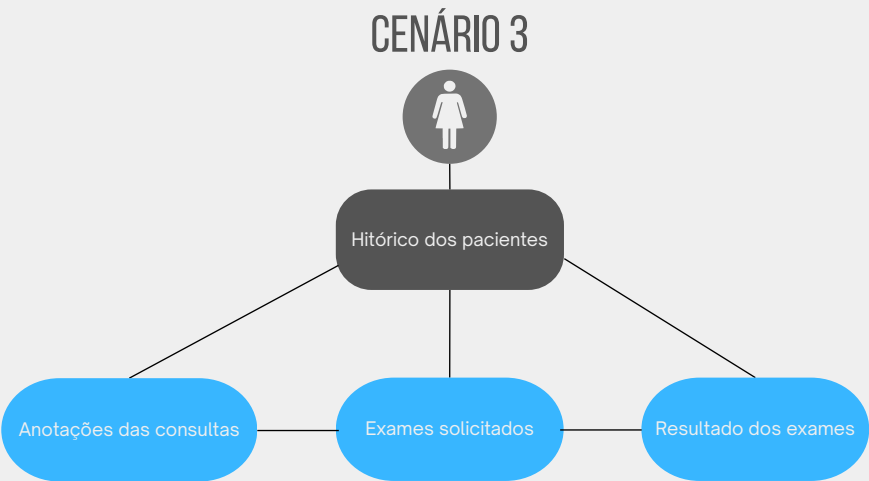 CENÁRIO 3
Hitórico dos pacientes
Anotações das consultas
Exames solicitados
Resultado dos exames